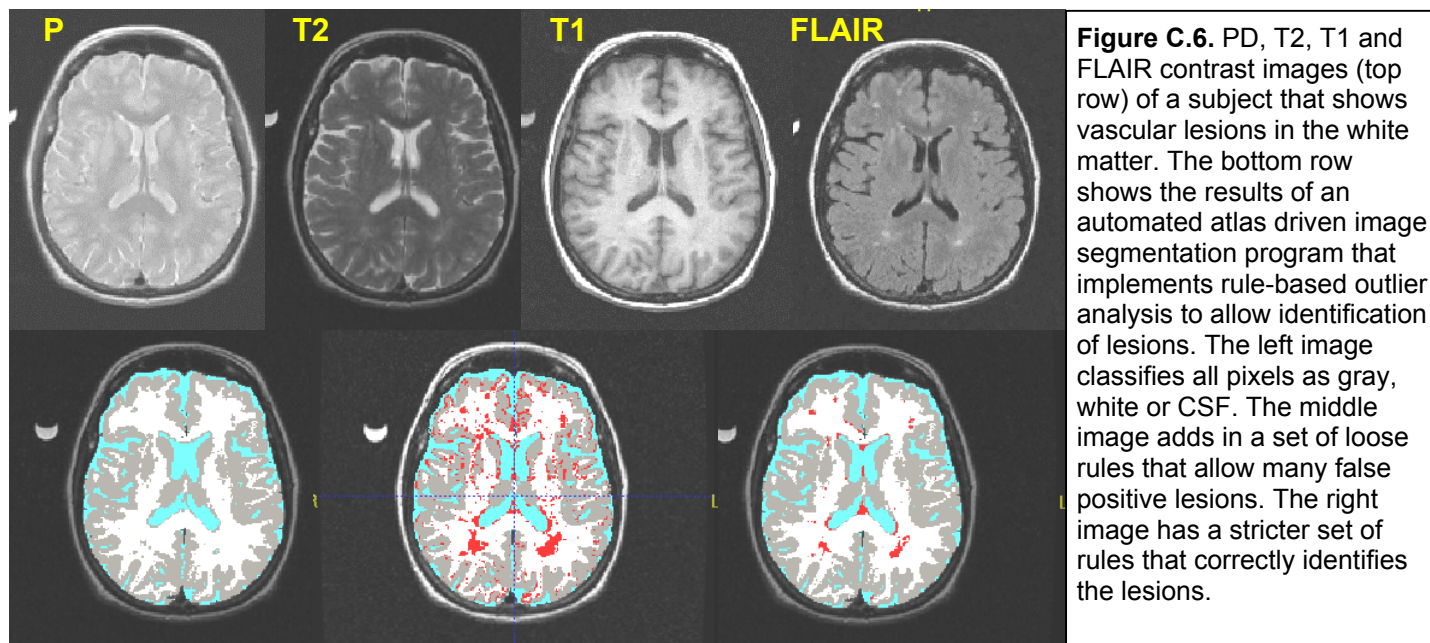 P T2 T1 FLAIR
Figure C.6. PD, T2, T1 and
FLAIR contrast images (top
row) of a subject that shows
vascular lesions in the white
matter. The bottom row
shows the results of an
automated atlas driven image
segmentation program that
implements rule-based outlier
analysis to allow identification
of lesions. The left image
classifies all pixels as gray,
white or CSF. The middle
image adds in a set of loose
rules that allow many false
positive lesions. The right
image has a stricter set of
rules that correctly identifies
the lesions.
L